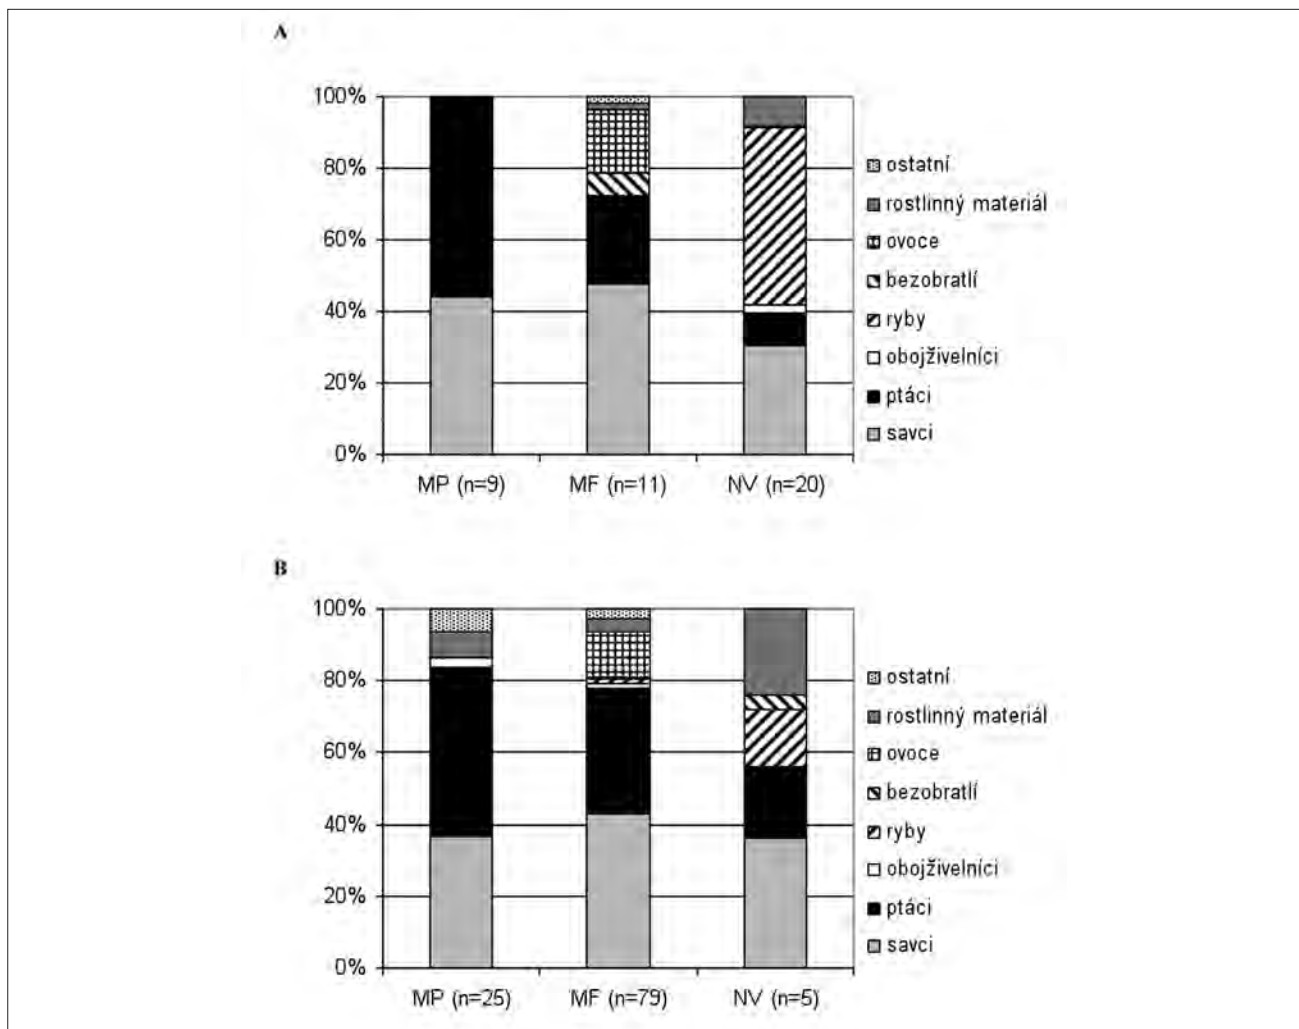 A
100%
80%
60%
40%
20%
0%
MP (n=9)
MF (n=11)
NV (n=20)
ostatní
rostlinný materiál
ovoce
bezobratlí
ryby
obojživelníci
ptáci
savci
B
100%
80%
60%
40%
20%
0%
MP (n=25)
MF (n=79)
NV (n=5)
ostatní
rostlinný materiál
ovoce
bezobratlí
ryby
obojživelníci
ptáci
savci